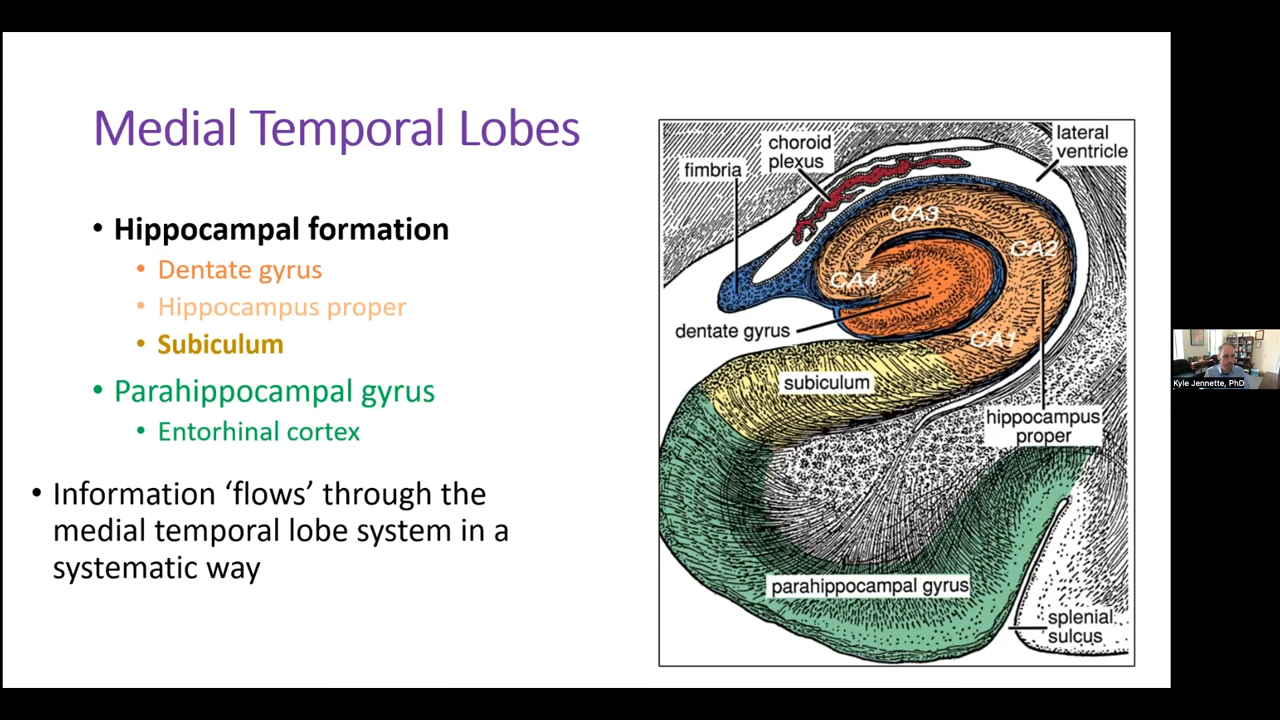 Medial Temporal Lobes
• Hippocampal formation
• Dentate gyrus
• Hippocampus proper
• Subiculum
• Parahippocampal gyrus
• Entorhinal cortex
• Information ‘flows’ through the
medial temporal lobe system in a
systematic way
lateral
ventricle
choroid
plexus
fimbria
CA3
CA2
CA4
dentate gyrus
CA1
subiculum
hippocampus
proper
parahippocampal gyrus
splenial
sulcus
Kyle Jennette, PhD